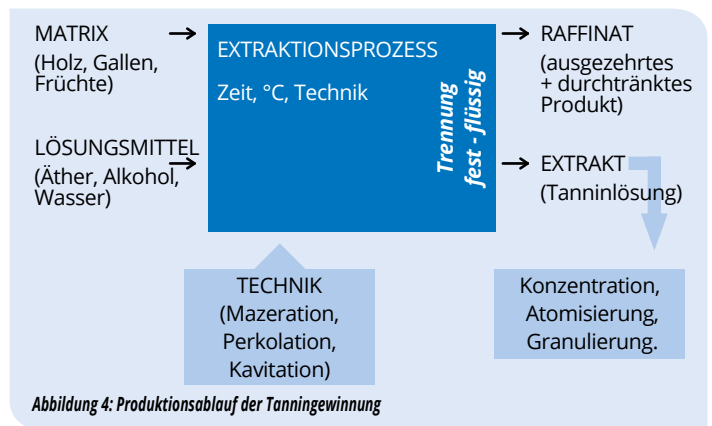 MATRIX
(Holz, Gallen,
Früchte)
LÖSUNGSMITTEL
(Äther, Alkohol,
Wasser)
EXTRAKTIONSPROZESS
Zeit, °C, Technik
Trennung
fest - flüssig
RAFFINAT
(ausgezehrtes
+ durchtränktes
Produkt)
EXTRAKT
(Tanninlösung)
TECHNIK
(Mazeration,
Perkolation,
Kavitation)
Konzentration,
Atomisierung,
Granulierung.
Abbildung 4: Produktionsablauf der Tanningewinnung